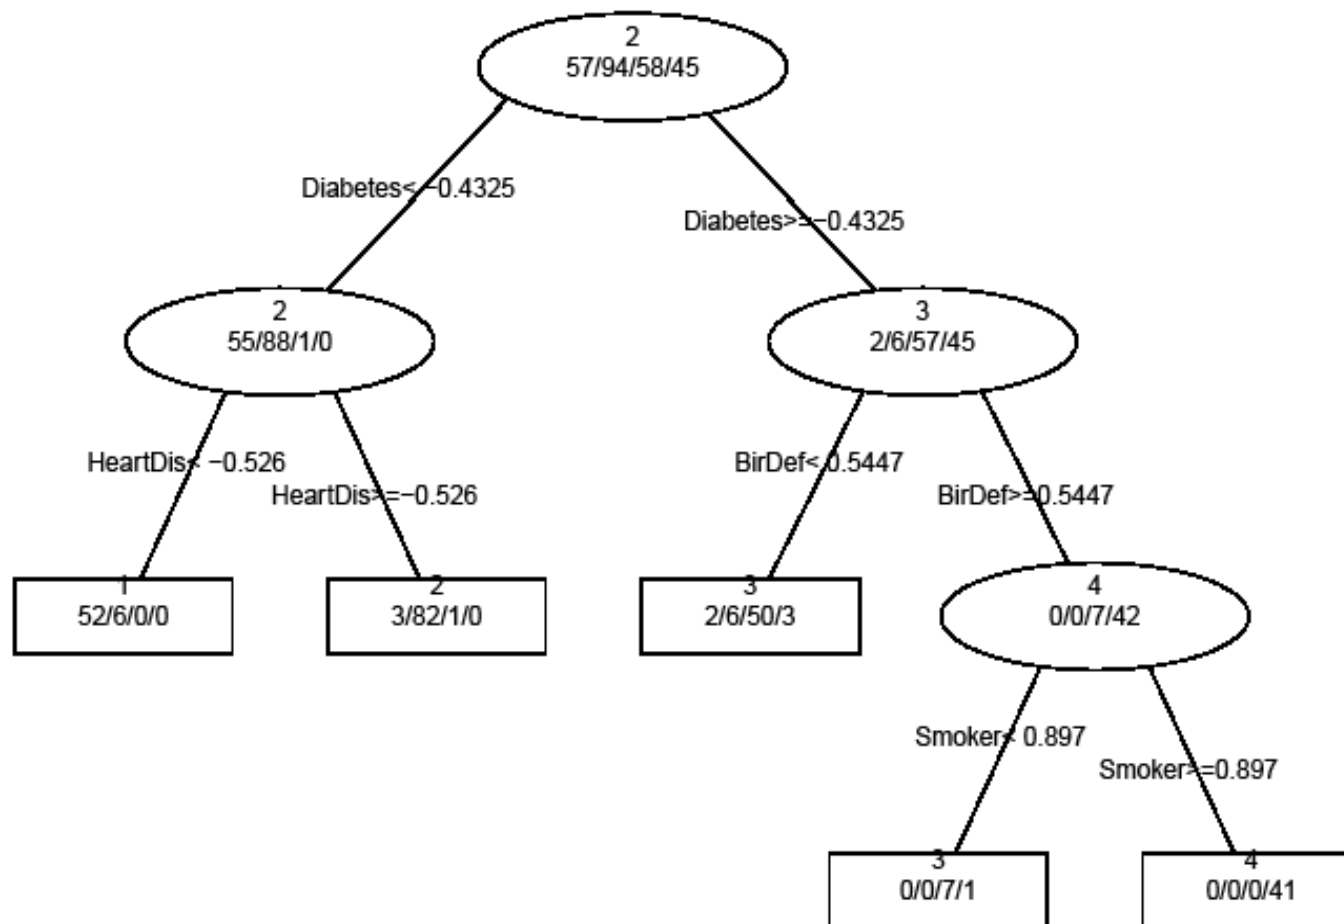 2
57/94/58/45
Diabetes< −0.4325
Diabetes>=−0.4325
2
55/88/1/0
3
2/6/57/45
HeartDis< −0.526
HeartDis>=−0.526
BirDef< 0.5447
BirDef>=0.5447
1
52/6/0/0
2
3/82/1/0
3
2/6/50/3
4
0/0/7/42
Smoker< 0.897
Smoker>=0.897
3
0/0/7/1
4
0/0/0/41